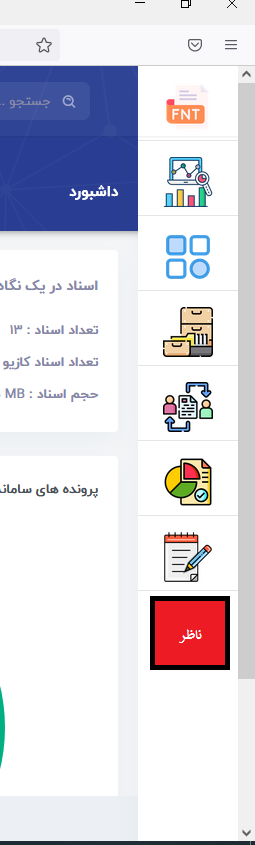 FNT
جستجو ...
داشبورد
اسناد در یک نگاه
تعداد اسناد : ۱۳
تعداد اسناد کازیو
حجم اسناد : MB
پرونده های سامانه
ناظر